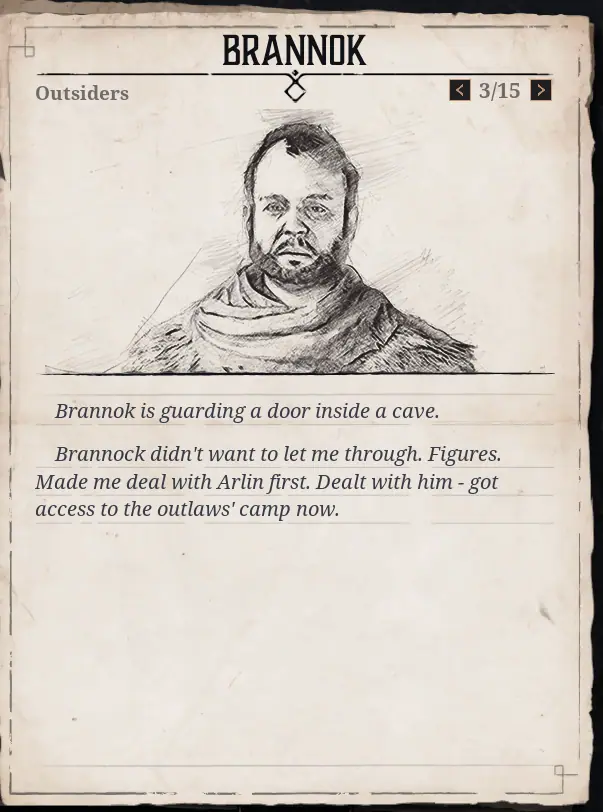 BRANNOK
Outsiders
3/15
Brannok is guarding a door inside a cave.
Brannock didn't want to let me through. Figures.
Made me deal with Arlin first. Dealt with him - got
access to the outlaws' camp now.